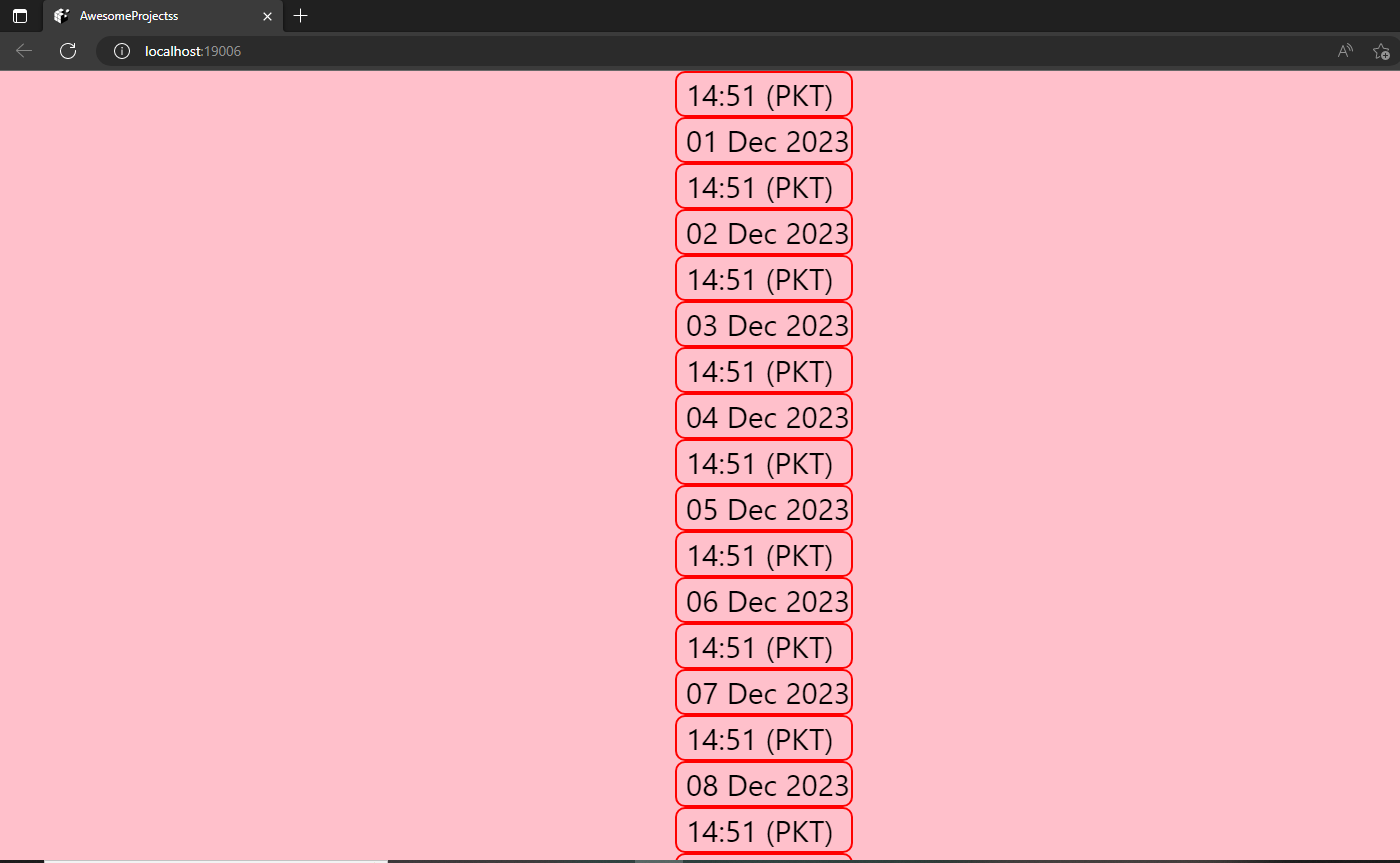 AwesomeProjectss
localhost:19006
14:51 (PKT)
01 Dec 2023
14:51 (PKT)
02 Dec 2023
14:51 (PKT)
03 Dec 2023
14:51 (PKT)
04 Dec 2023
14:51 (PKT)
05 Dec 2023
14:51 (PKT)
06 Dec 2023
14:51 (PKT)
07 Dec 2023
14:51 (PKT)
08 Dec 2023
14:51 (PKT)